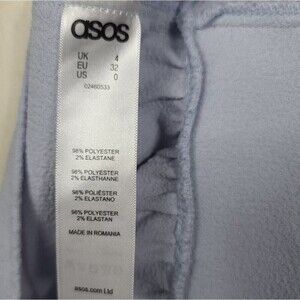 asos
UK 4
EU 32
US 0
02460533
98% POLYESTER
2% ELASTANE
98% POLYESTER
2% ELASTHANNE
98% POLIÉSTER
2% ELASTANO
98% POLYESTER
2% ELASTAN
MADE IN ROMANIA
asos.com Ltd